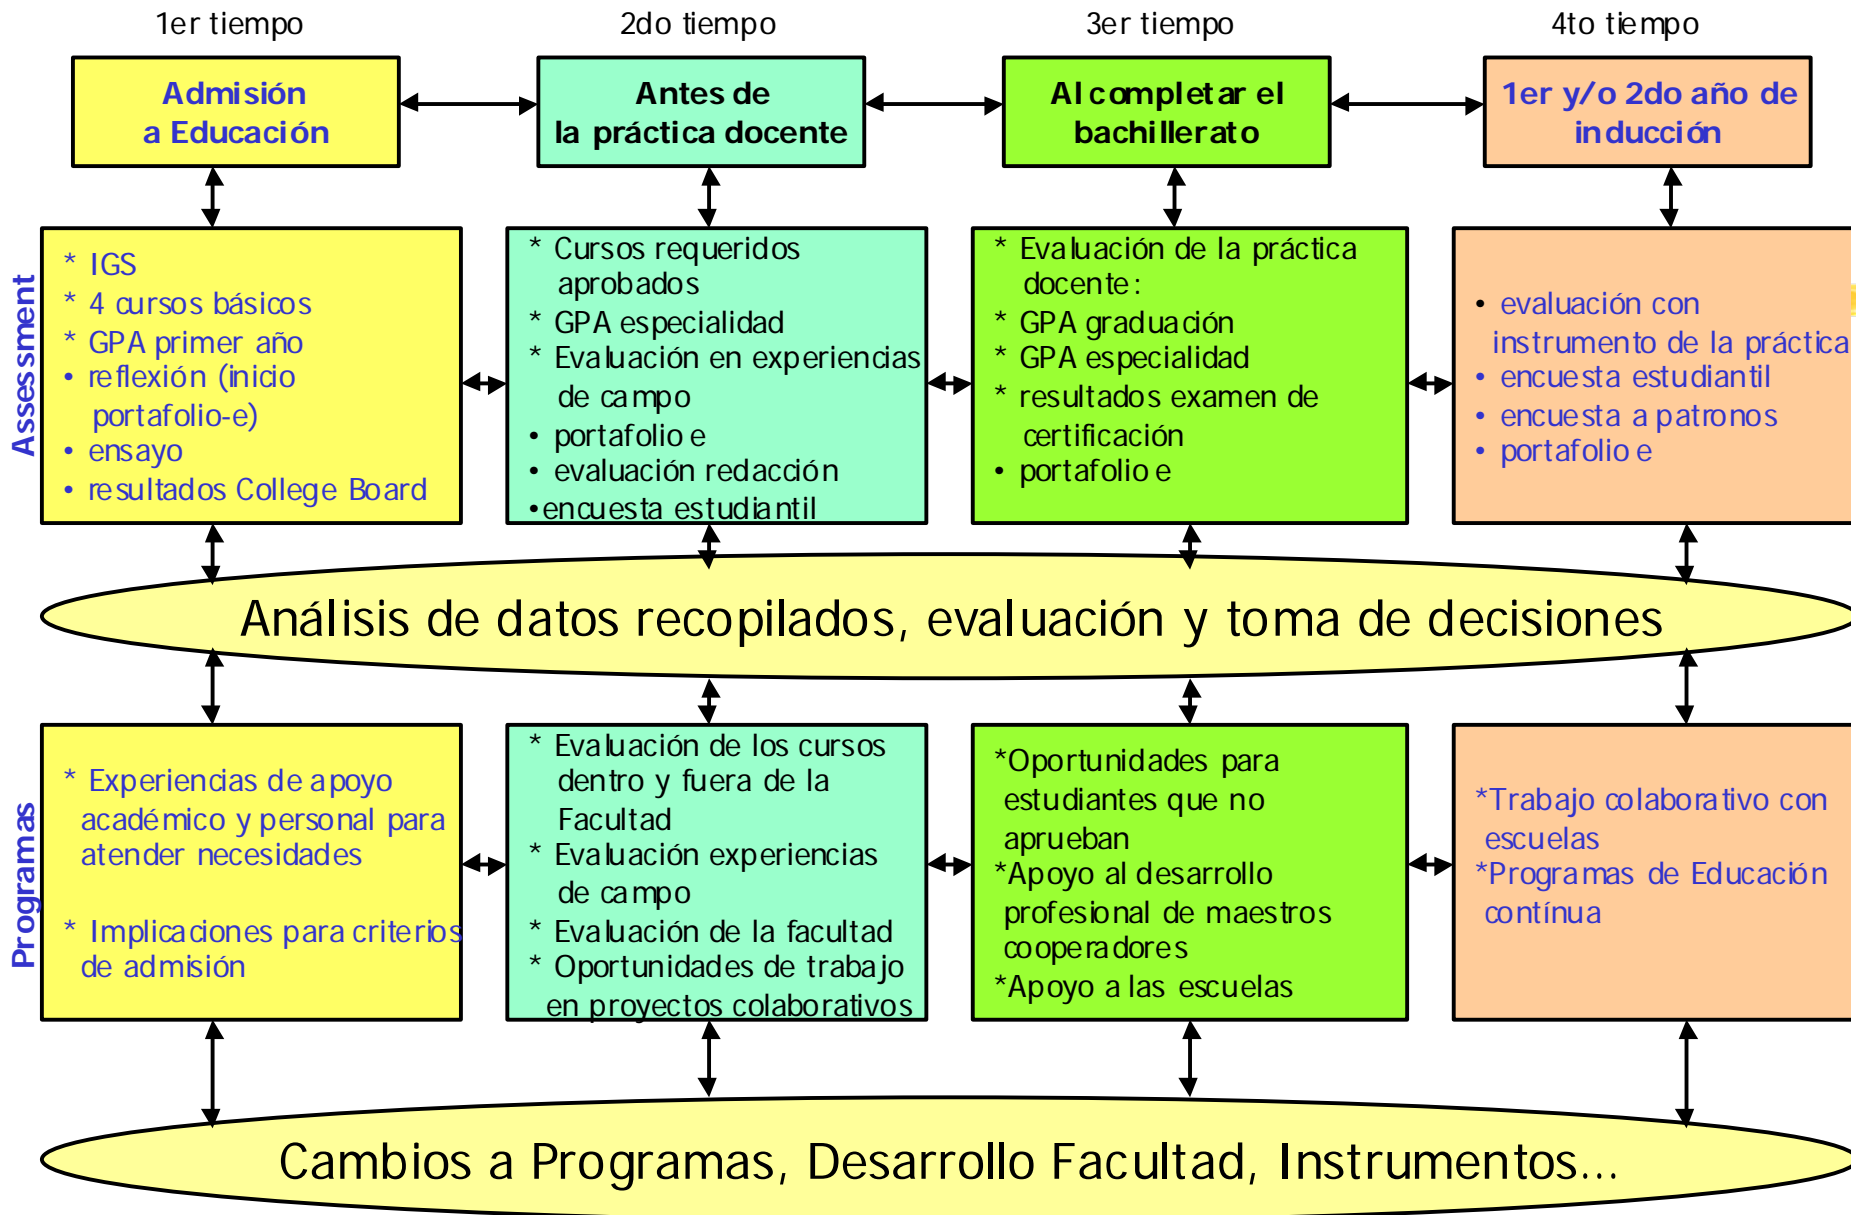 1er tiempo
2do tiempo
3er tiempo
4to tiempo
Admisión
a Educación
Antes de
la práctica docente
Al completar el
bachillerato
1er y/o 2do año de
inducción
Assessment
* IGS
* 4 cursos básicos
* GPA primer año
• reflexión (inicio
portafolio-e)
• ensayo
• resultados College Board
* Cursos requeridos
aprobados
* GPA especialidad
* Evaluación en experiencias
de campo
• portafolio e
• evaluación redacción
•encuesta estudiantil
* Evaluación de la práctica
docente:
* GPA graduación
* GPA especialidad
* resultados examen de
certificación
• portafolio e
• evaluación con
instrumento de la práctica
• encuesta estudiantil
• encuesta a patronos
• portafolio e
Análisis de datos recopilados, evaluación y toma de decisiones
Programas
* Experiencias de apoyo
académico y personal para
atender necesidades
* Implicaciones para criterios
de admisión
* Evaluación de los cursos
dentro y fuera de la
Facultad
* Evaluación experiencias
de campo
* Evaluación de la facultad
* Oportunidades de trabajo
en proyectos colaborativos
*Oportunidades para
estudiantes que no
aprueban
*Apoyo al desarrollo
profesional de maestros
cooperadores
*Apoyo a las escuelas
*Trabajo colaborativo con
escuelas
*Programas de Educación
contínua
Cambios a Programas, Desarrollo Facultad, Instrumentos...